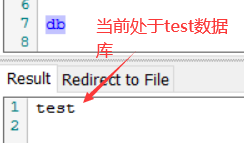 6
7
db
8
当前处于test数据
库
Result
Redirect to File
1
test
2